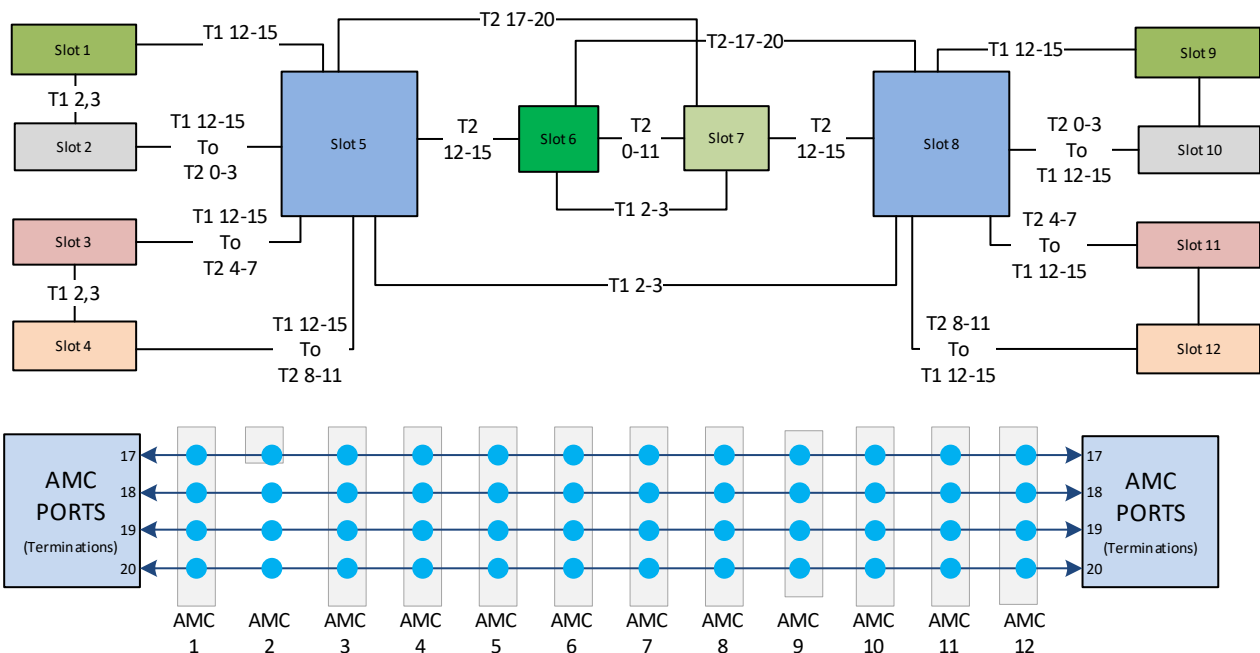 T2 17-20
Slot 1
T1 12-15
T2-17-20
T1 12-15
Slot 9
T1 2,3
Slot 2
T1 12-15
To
T2 0-3
Slot 5
T2
12-15
Slot 6
T2
0-11
Slot 7
T2
12-15
Slot 8
T2 0-3
To
T1 12-15
Slot 10
T1 2-3
Slot 3
T1 12-15
To
T2 4-7
T2 4-7
To
T1 12-15
Slot 11
T1 2,3
T1 2-3
Slot 4
T1 12-15
To
T2 8-11
T2 8-11
To
T1 12-15
Slot 12
AMC
PORTS
(Terminations)
17
18
19
20
17
18
19
20
AMC
PORTS
(Terminations)
AMC
1
AMC
2
AMC
3
AMC
4
AMC
5
AMC
6
AMC
7
AMC
8
AMC
9
AMC
10
AMC
11
AMC
12